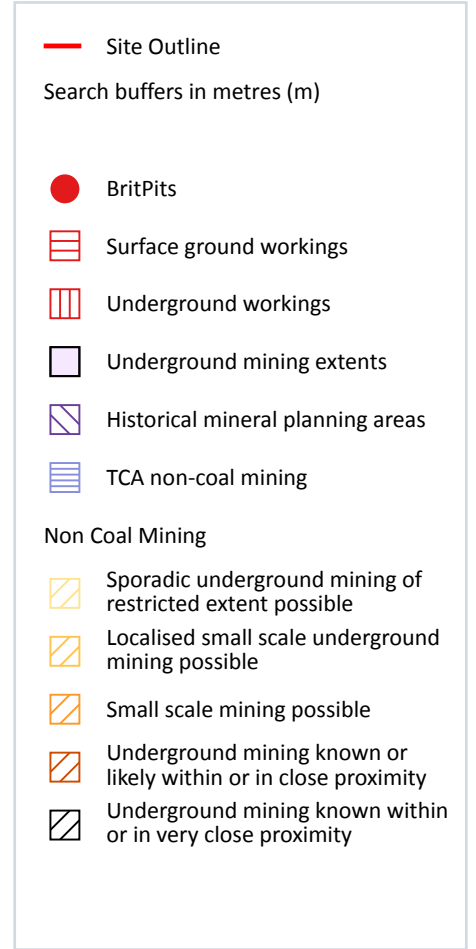 Site Outline
Search buffers in metres (m)
BritPits
Surface ground workings
Underground workings
Underground mining extents
Historical mineral planning areas
TCA non-coal mining
Non Coal Mining
Sporadic underground mining of
restricted extent possible
Localised small scale underground
mining possible
Small scale mining possible
Underground mining known or
likely within or in close proximity
Underground mining known within
or in very close proximity